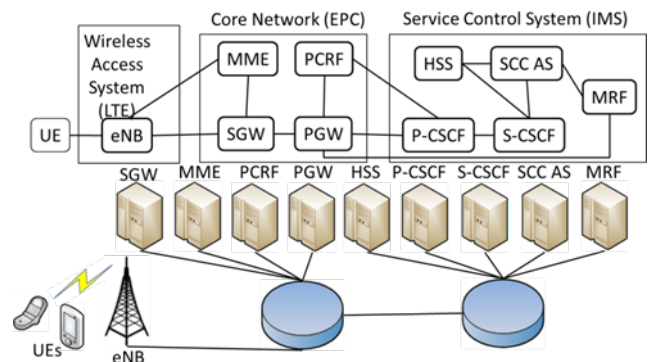 Core Network (EPC)
Service Control System (IMS)
Wireless
Access
System
(LTE)
MME
PCRF
HSS
SCC AS
MRF
UE
eNB
SGW
PGW
P-CSCF
S-CSCF
SGW
MME
PCRF
PGW
HSS
P-CSCF
S-CSCF
SCC AS
MRF
UEs
eNB